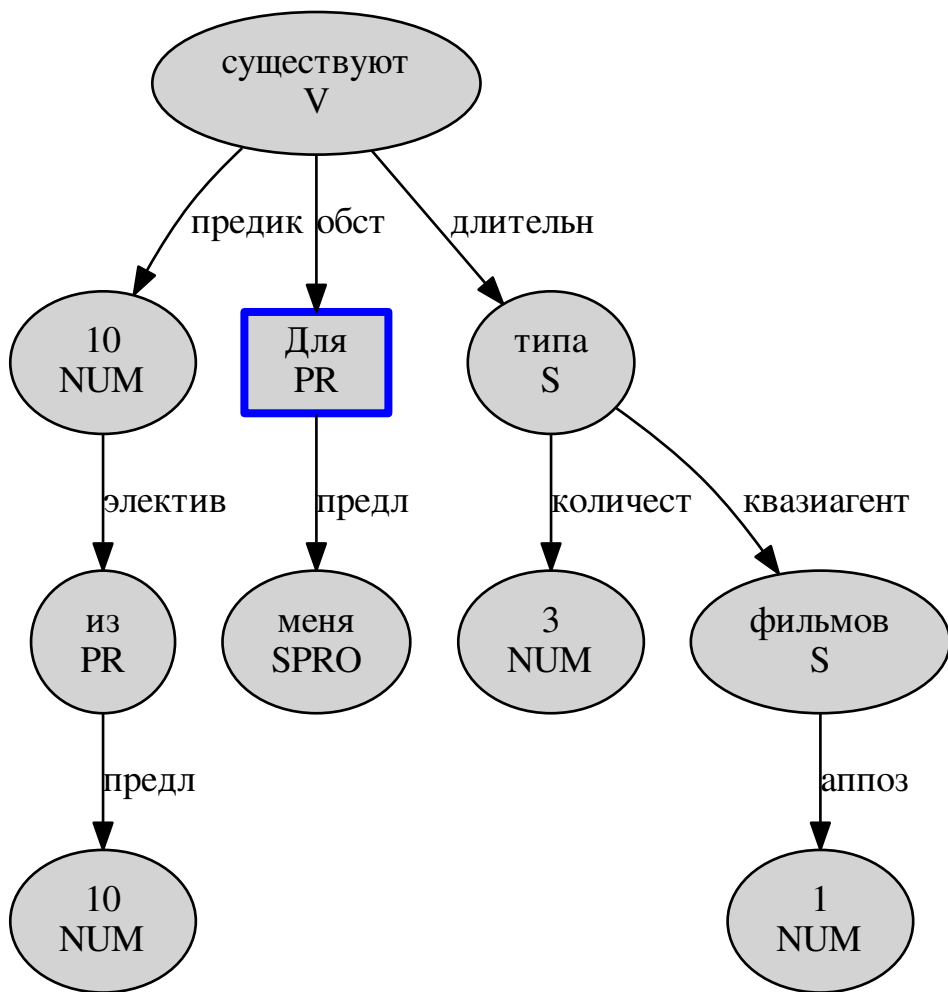 существуют
V
предик
обст
длительн
10
NUM
Для
PR
типа
S
электив
предл
количест
квазиагент
из
PR
меня
SPRO
3
NUM
фильмов
S
предл
аппоз
10
NUM
1
NUM